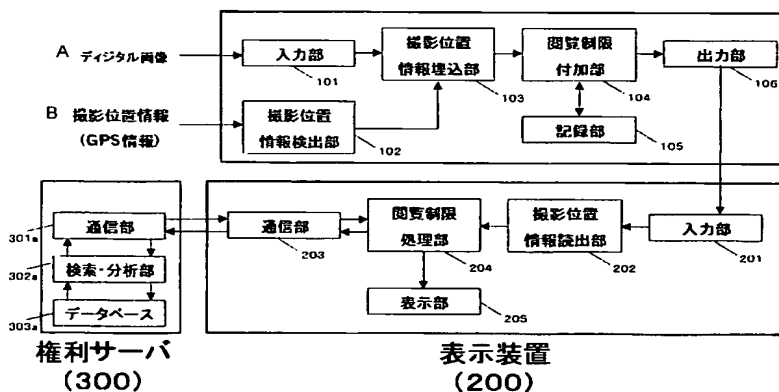 A ディジタル画像
入力部
101
撮影位置
情報埋込部
103
閲覧制限
付加部
104
出力部
106
B 撮影位置情報
(GPS情報)
撮影位置
情報検出部
102
記録部
105
301a
通信部
302a
検索・分析部
303a
データベース
権利サーバ
(300)
通信部
203
閲覧制限
処理部
204
撮影位置
情報読出部
202
入力部
201
表示部
205
表示装置
(200)